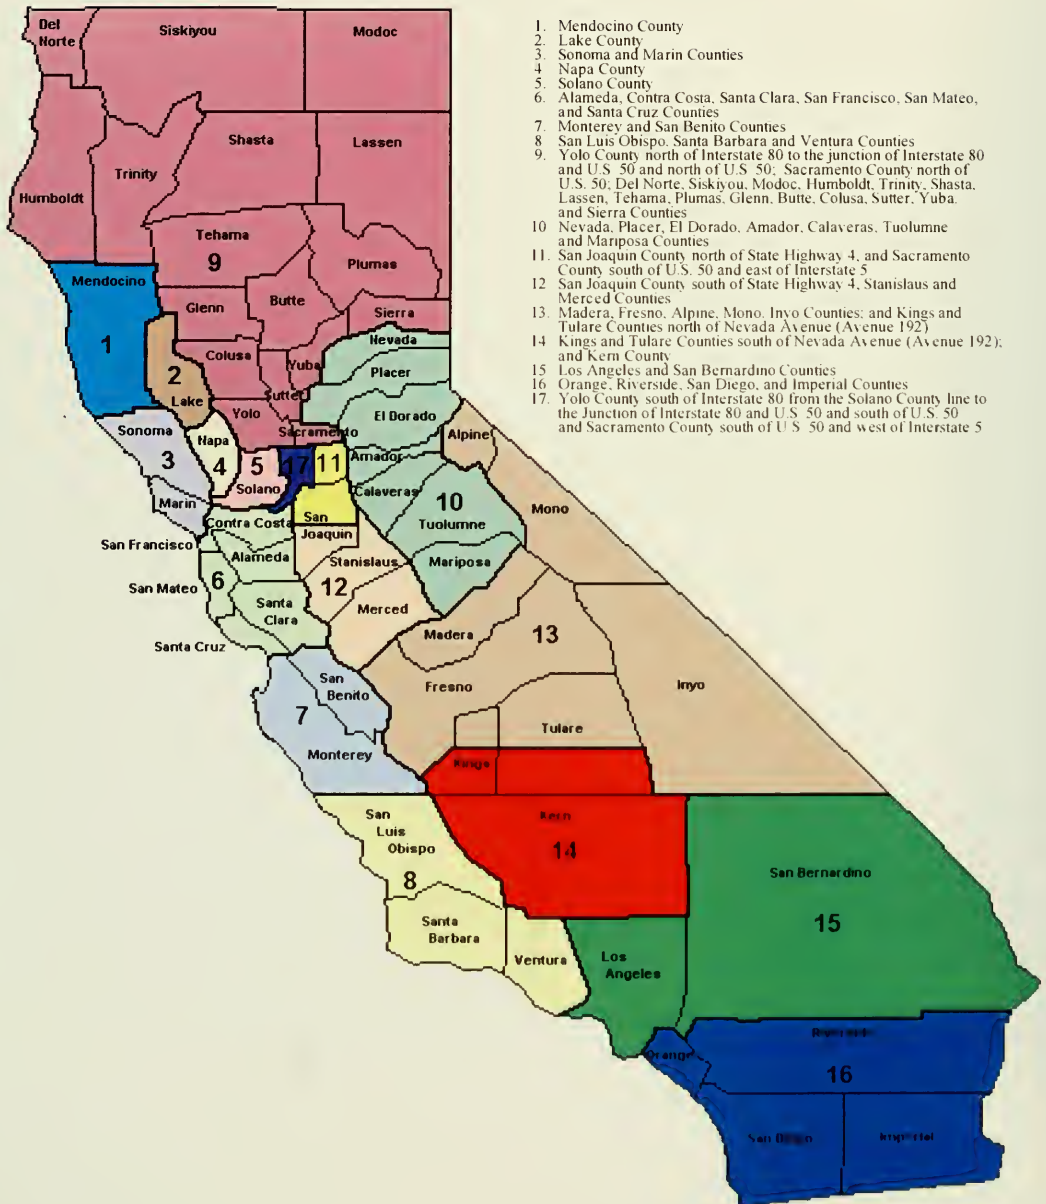 1. Mendocino County
2. Lake County
3. Sonoma and Marin Counties
4 Napa County
5. Solano County
6. Alameda, Contra Costa, Santa Clara, San Francisco, San Mateo,
and Santa Cruz Counties
7. Monterey and San Benito Counties
8 San Luis Obispo, Santa Barbara and Ventura Counties
9. Yolo County north of Interstate 80 to the junction of Interstate 80
and U.S 50 and north of U.S 50; Sacramento County north of
U.S. 50; Del Norte, Siskiyou, Modoc, Humboldt, Trinity, Shasta,
Lassen, Tehama, Plumas, Glenn, Butte, Colusa, Sutter, Yuba,
and Sierra Counties
10 Nevada, Placer, El Dorado, Amador, Calaveras, Tuolumne
and Mariposa Counties
11. San Joaquin County north of State Highway 4, and Sacramento
County south of U.S. 50 and east of Interstate 5
12 San Joaquin County south of State Highway 4, Stanislaus and
Merced Counties
13. Madera, Fresno, Alpine, Mono, Inyo Counties; and Kings and
Tulare Counties north of Nevada Avenue (Avenue 192)
14 Kings and Tulare Counties south of Nevada Avenue (Avenue 192);
and Kern County
15 Los Angeles and San Bernardino Counties
16 Orange, Riverside, San Diego, and Imperial Counties
17. Yolo County south of Interstate 80 from the Solano County line to
the Junction of Interstate 80 and U.S 50 and south of U.S. 50
and Sacramento County south of U S 50 and west of Interstate 5
Del
Norte
Siskiyou
Modoc
Shasta
Lassen
Trinity
Humboldt
Tehama
9
Plumas
Mendocino
Glenn
Butte
Sierra
1
Nevada
Colusa
Yuba
Placer
2
Lake
Sutter
Yolo
El Dorado
Sonoma
Sacramento
Alpine
Napa
3
4
5
17
11
Amador
Solano
Calaveras
10
Marin
Mono
San
Joaquin
Contra Costa
Tuolumne
San Francisco
Alameda
Stanislaus
Mariposa
6
12
San Mateo
Santa
Clara
Merced
Madera
13
Santa Cruz
San
Benito
Fresno
Inyo
7
Tulare
Monterey
Kings
San
Luis
Obispo
Kern
14
8
San Bernardino
Santa
Barbara
15
Ventura
Los
Angeles
Riverside
Orange
16
San Diego
Imperial